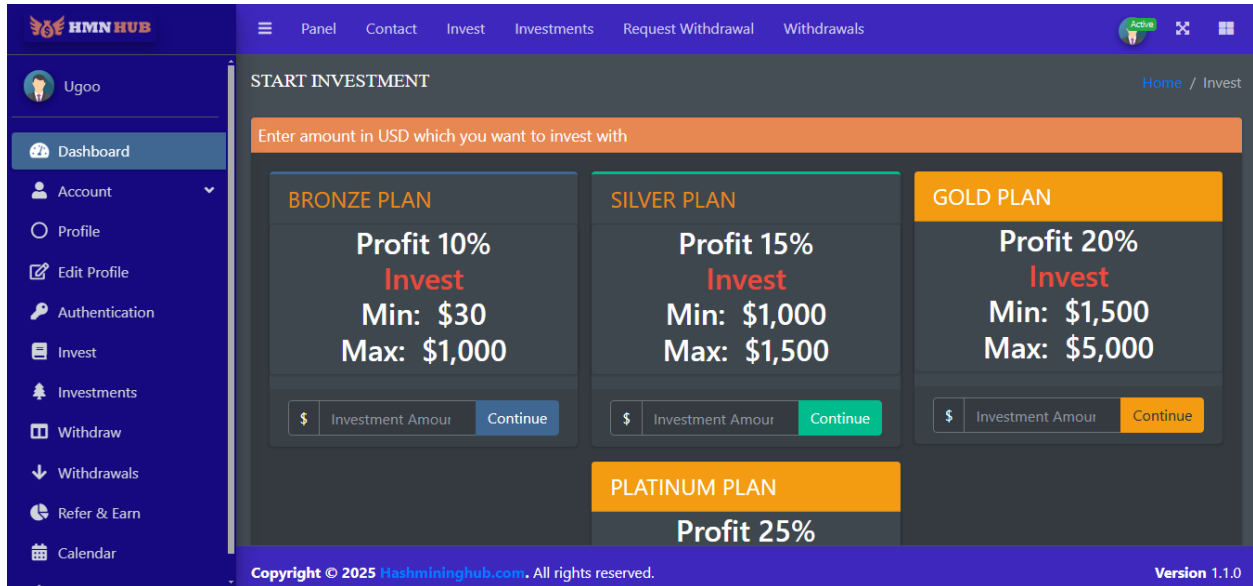 HMN HUB
Panel Contact Invest Investments Request Withdrawal Withdrawals
Active
Ugoo
Dashboard
Account
Profile
Edit Profile
Authentication
Invest
Investments
Withdraw
Withdrawals
Refer & Earn
Calendar
START INVESTMENT
Home / Invest
Enter amount in USD which you want to invest with
BRONZE PLAN
Profit 10%
Invest
Min: $30
Max: $1,000
$ Investment Amour Continue
SILVER PLAN
Profit 15%
Invest
Min: $1,000
Max: $1,500
$ Investment Amour Continue
GOLD PLAN
Profit 20%
Invest
Min: $1,500
Max: $5,000
$ Investment Amour Continue
PLATINUM PLAN
Profit 25%
Copyright © 2025 Hashmininghub.com. All rights reserved.
Version 1.1.0